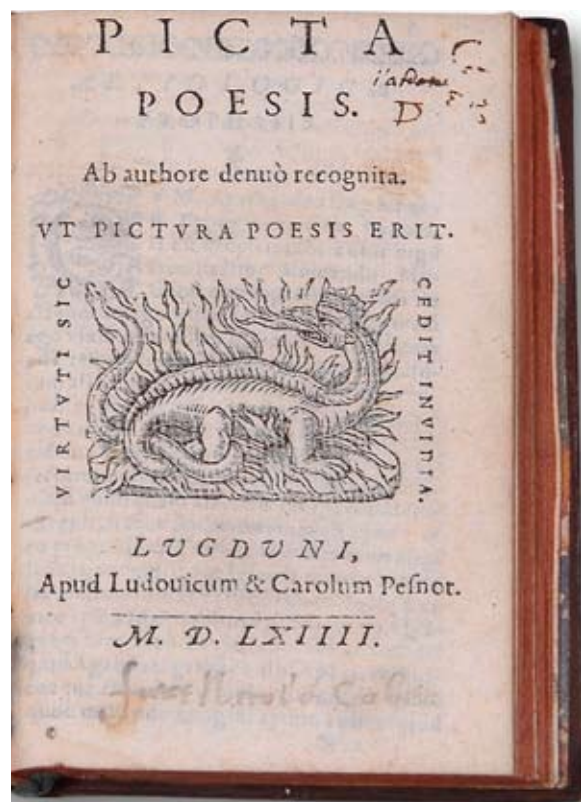 PICTA
POESIS.
D
Ab authore denuò recognita.
VT PICTVRA POESIS ERIT.
VIRTVTI SIC
CEDIT INVIDIA.
LVGDVNI,
Apud Ludouicum & Carolum Peſnot.
M. D. LXIIII.